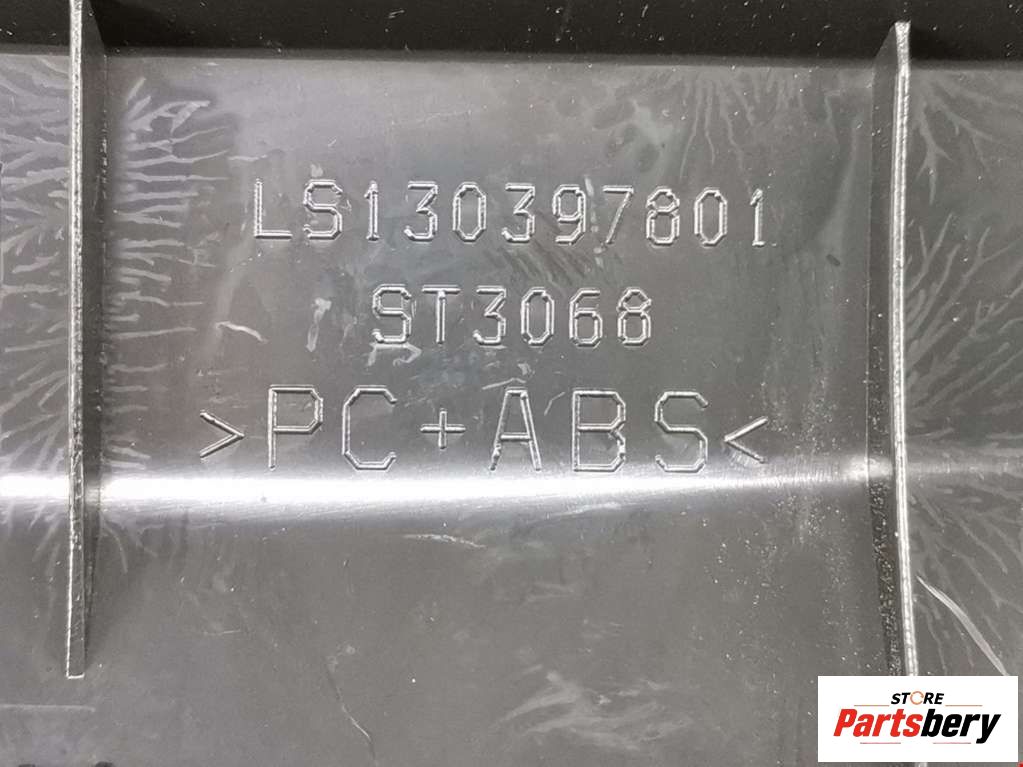 LS130397801
ST3068
>PC+ABS<
STORE
Partsbery